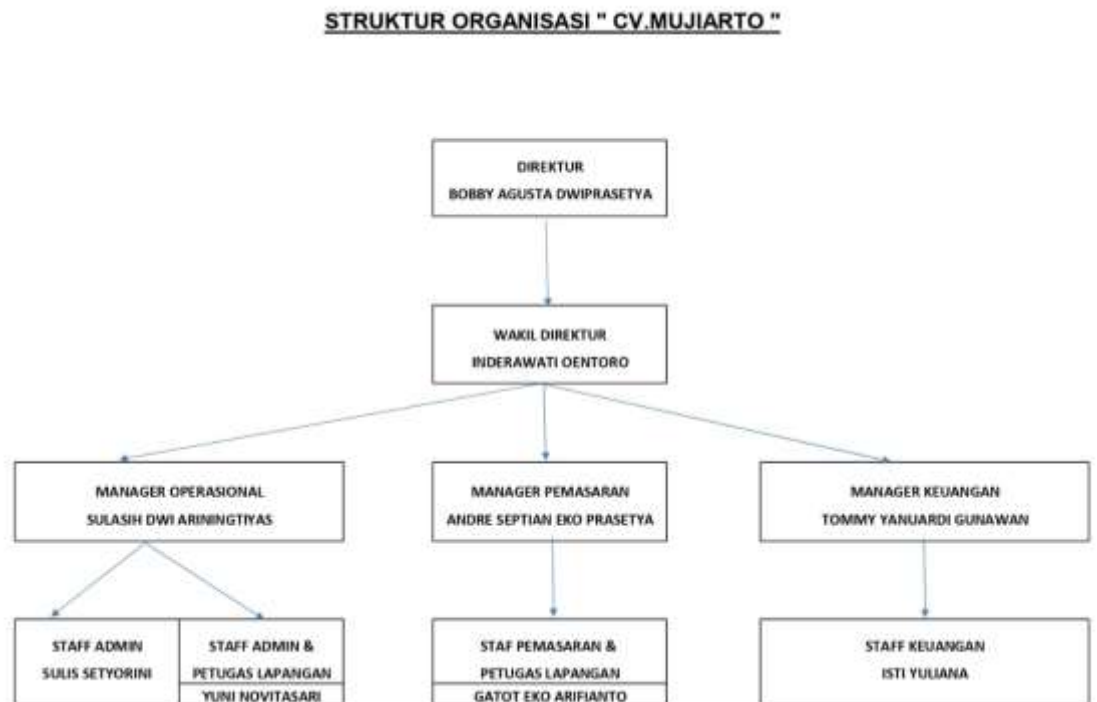 STRUKTUR ORGANISASI " CV.MUJIARTO "
DIREKTUR
BOBBY AGUSTA DWIPRASETYA
WAKIL DIREKTUR
INDERAWATI OENTORO
MANAGER OPERASIONAL
SULASIH DWI ARININGTIYAS
MANAGER PEMASARAN
ANDRE SEPTIAN EKO PRASETYA
MANAGER KEUANGAN
TOMMY YANUARDI GUNAWAN
STAFF ADMIN
SULIS SETYORINI
STAFF ADMIN &
PETUGAS LAPANGAN
YUNI NOVITASARI
STAF PEMASARAN &
PETUGAS LAPANGAN
GATOT EKO ARIFIANTO
STAFF KEUANGAN
ISTI YULIANA